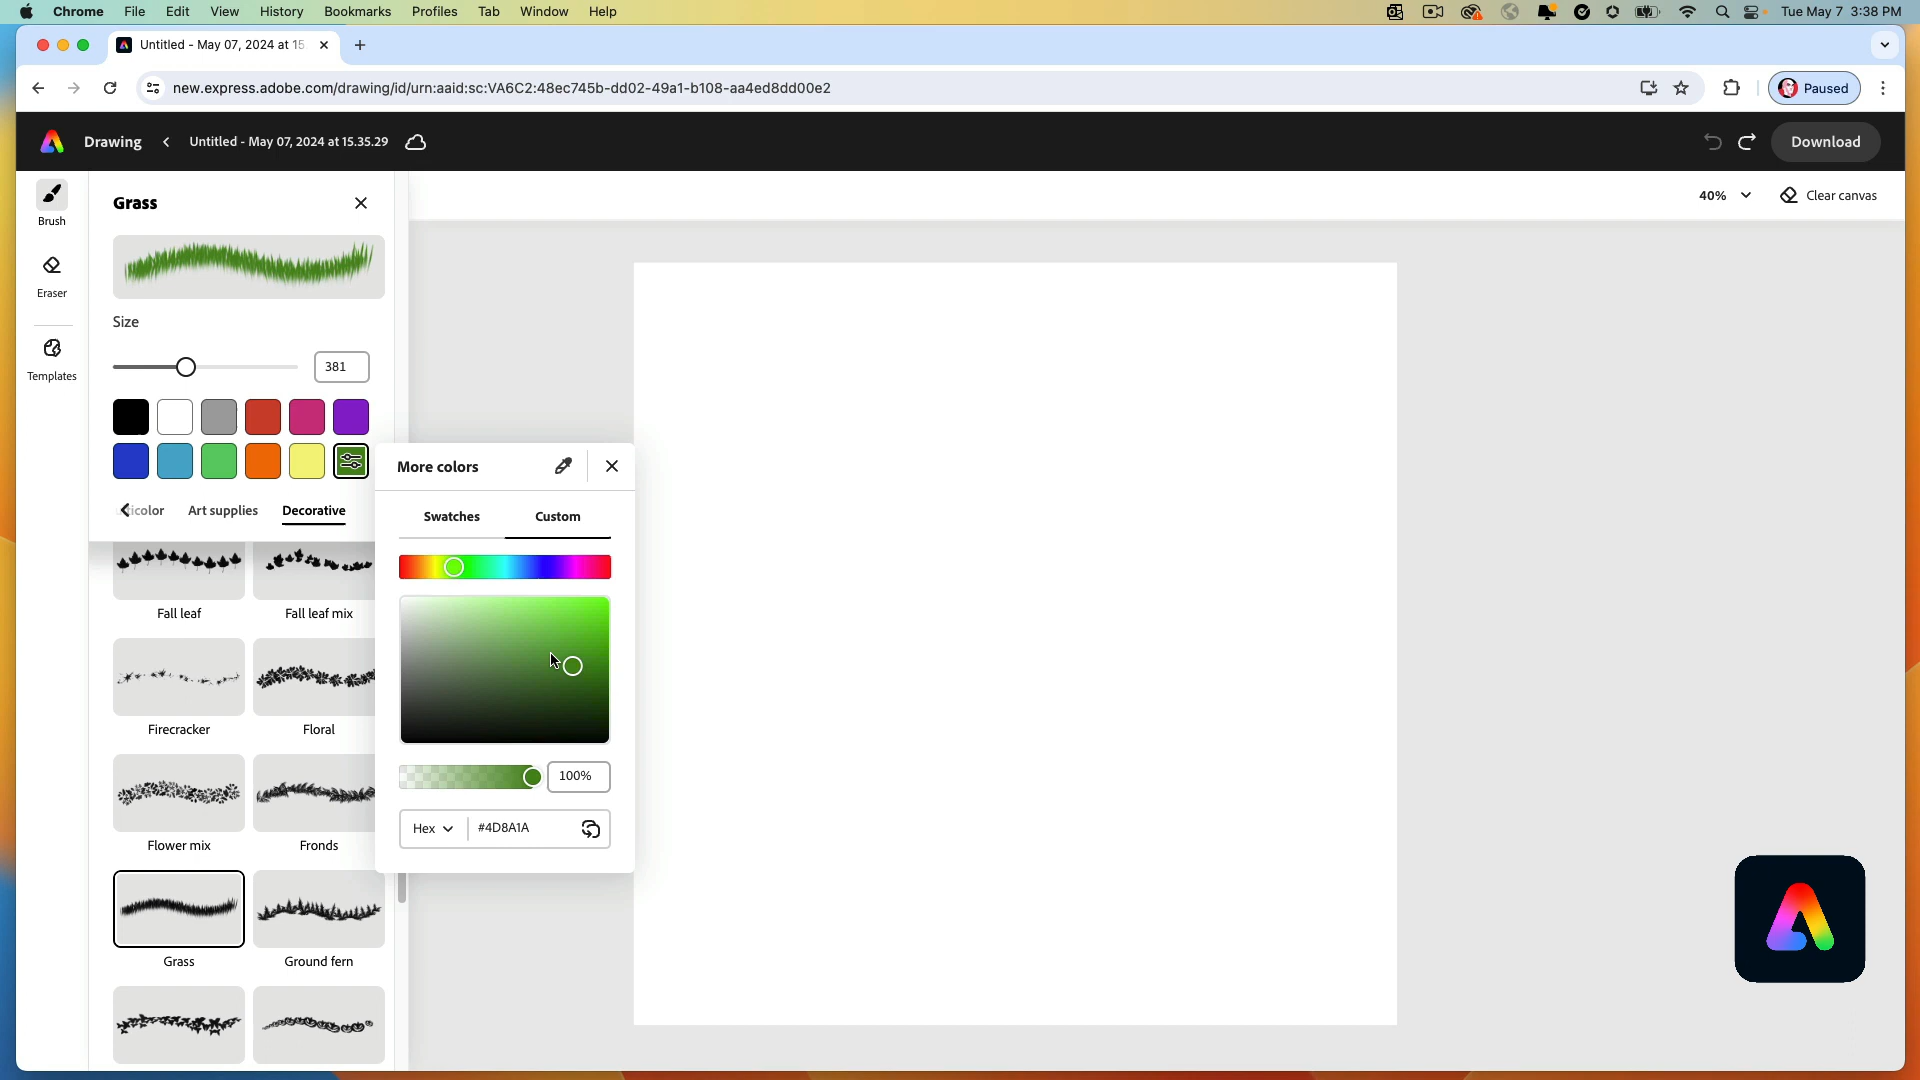 Chrome File Edit View History Bookmarks Profiles Tab Window Help Tue May 7 3:38 PM
Untitled - May 07, 2024 at 15
new.express.adobe.com/drawing/id/urn:aaid:sc:VA6C2:48ec745b-dd02-49a1-b108-aa4ed8dd00e2 Paused
Drawing Untitled - May 07, 2024 at 15.35.29 Download
Brush
Eraser
Templates
Grass
40% Clear canvas
Size
381
icolor Art supplies Decorative
Fall leaf Fall leaf mix
Firecracker Floral
Flower mix Fronds
Grass Ground fern
More colors
Swatches Custom
100%
Hex #4D8A1A